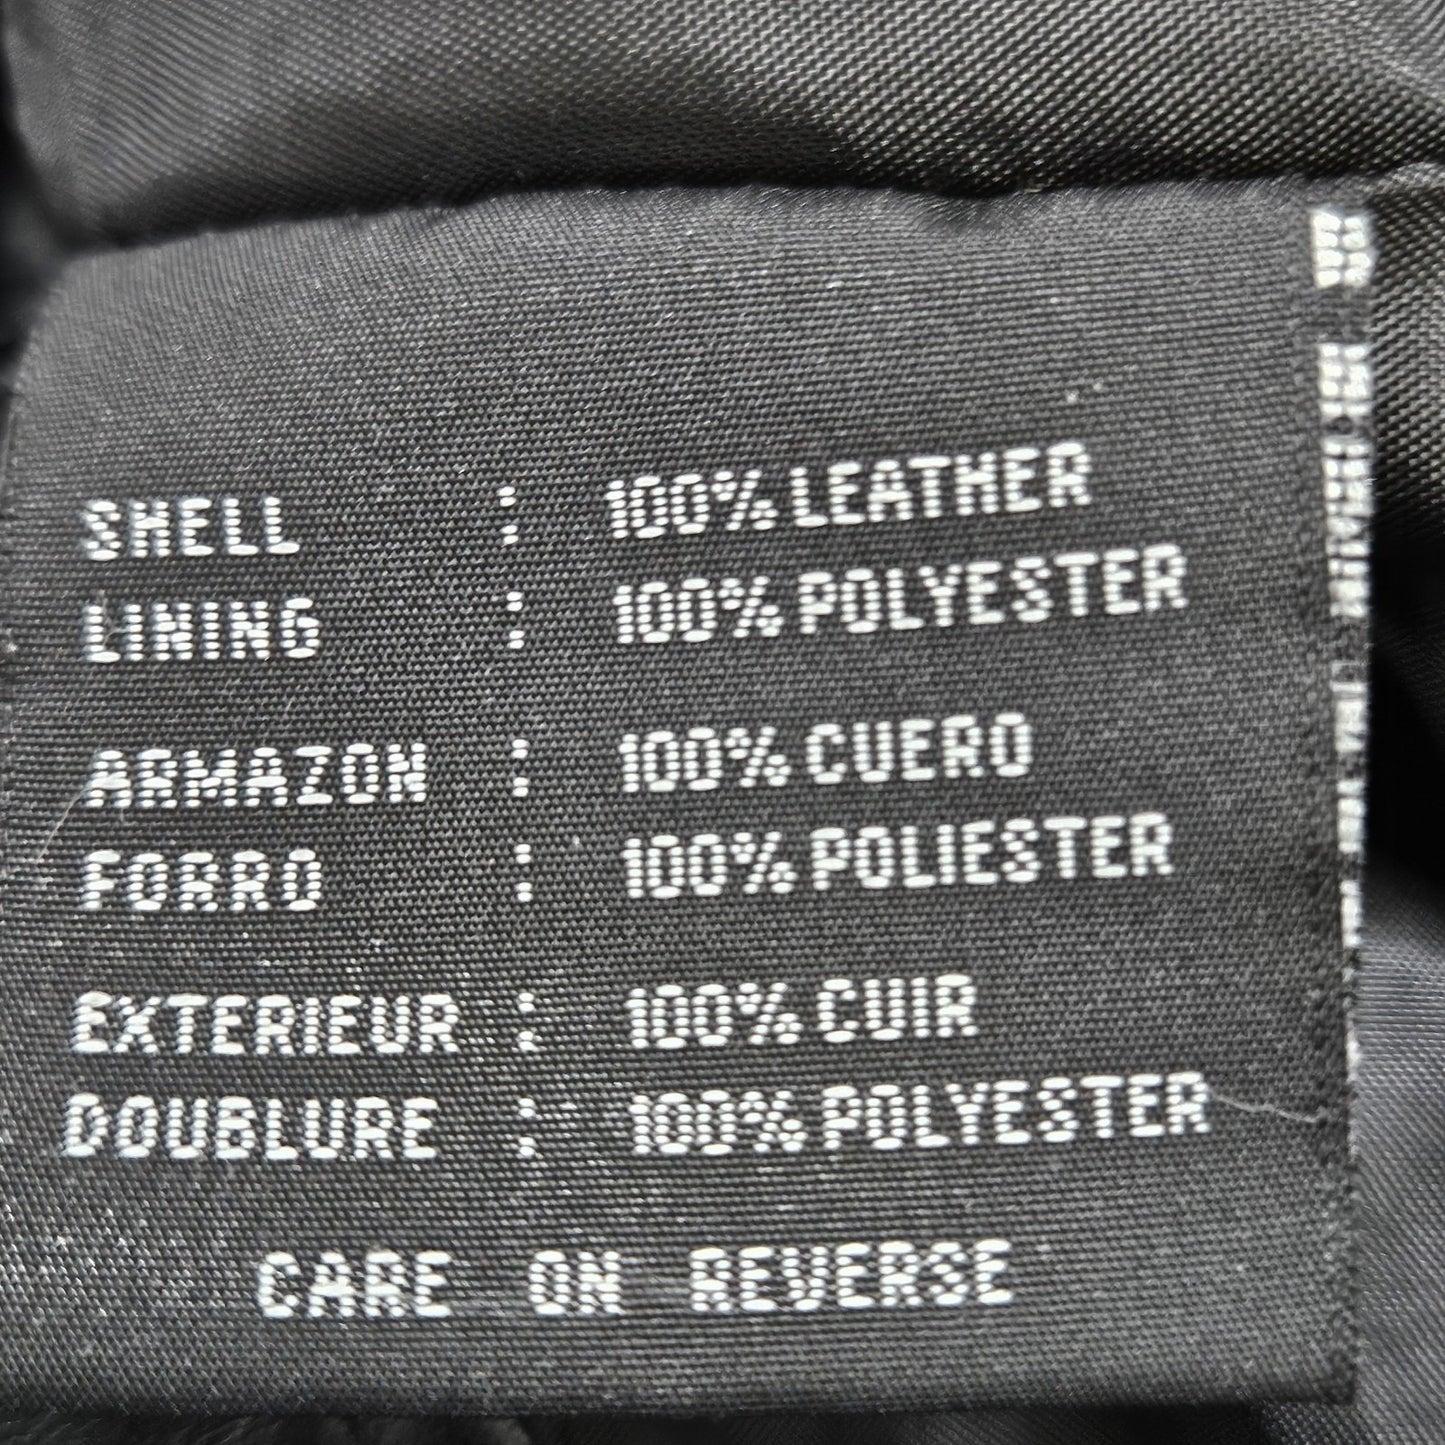 SHELL : 100% LEATHER
LINING : 100% POLYESTER
ARMAZON : 100% CUERO
FORRO : 100% POLIESTER
EXTERIEUR : 100% CUIR
DOUBLURE : 100% POLYESTER
CARE ON REVERSE